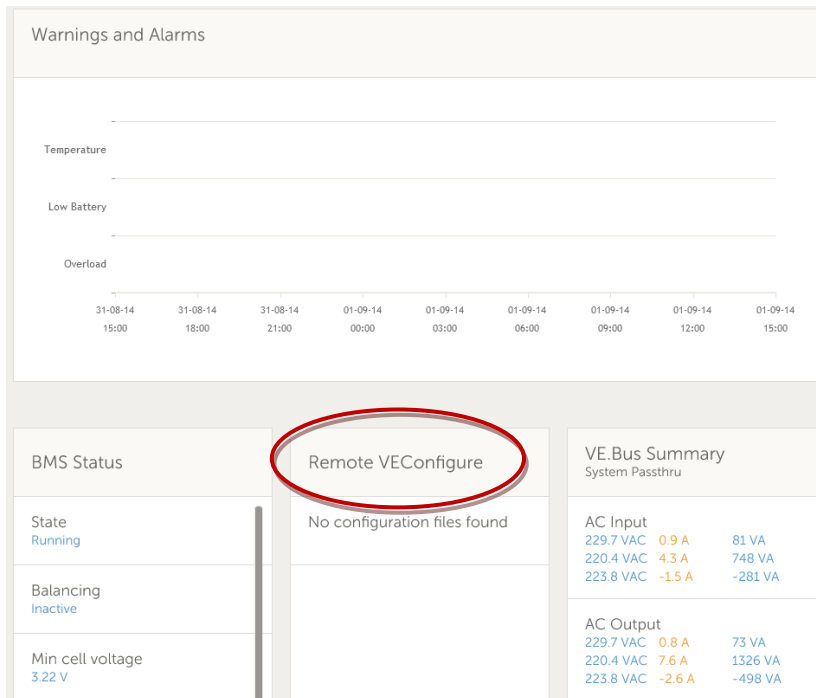 Warnings and Alarms
Temperature
Low Battery
Overload
31-08-14 31-08-14 31-08-14 01-09-14 01-09-14 01-09-14 01-09-14 01-09-14 01-09-14
15:00 18:00 21:00 00:00 03:00 06:00 09:00 12:00 15:00
BMS Status
State
Running
Balancing
Inactive
Min cell voltage
3.22 V
Remote VEConfigure
No configuration files found
VE.Bus Summary
System Passthru
AC Input
229.7 VAC 0.9 A 81 VA
220.4 VAC 4.3 A 748 VA
223.8 VAC -1.5 A -281 VA
AC Output
229.7 VAC 0.8 A 73 VA
220.4 VAC 7.6 A 1326 VA
223.8 VAC -2.6 A -498 VA